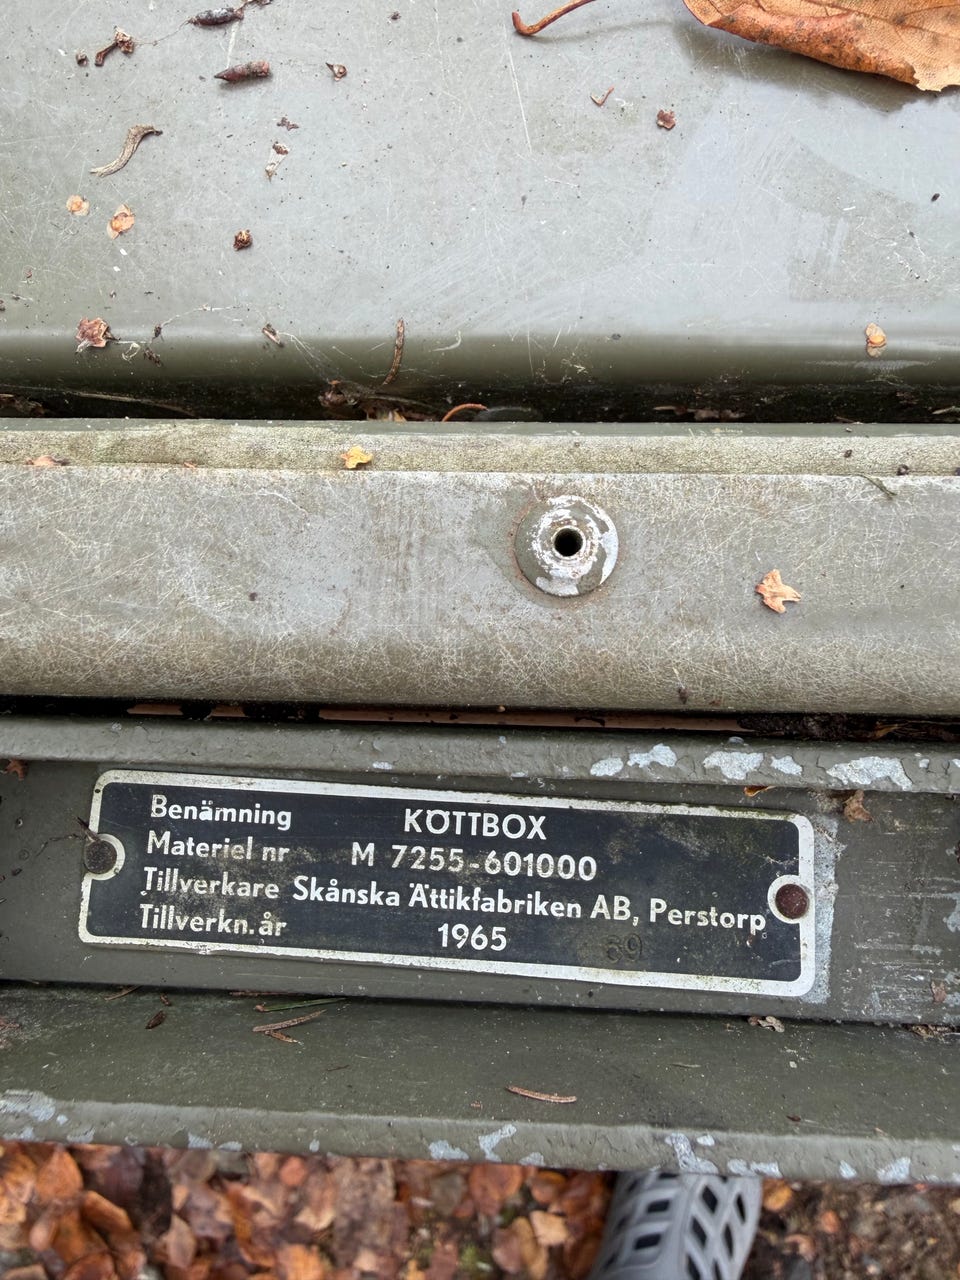 Benämning KÖTTBOX
Materiel nr M 7255-601000
Tillverkare Skånska Ättikfabriken AB, Perstorp
Tillverkn.år 1965 69